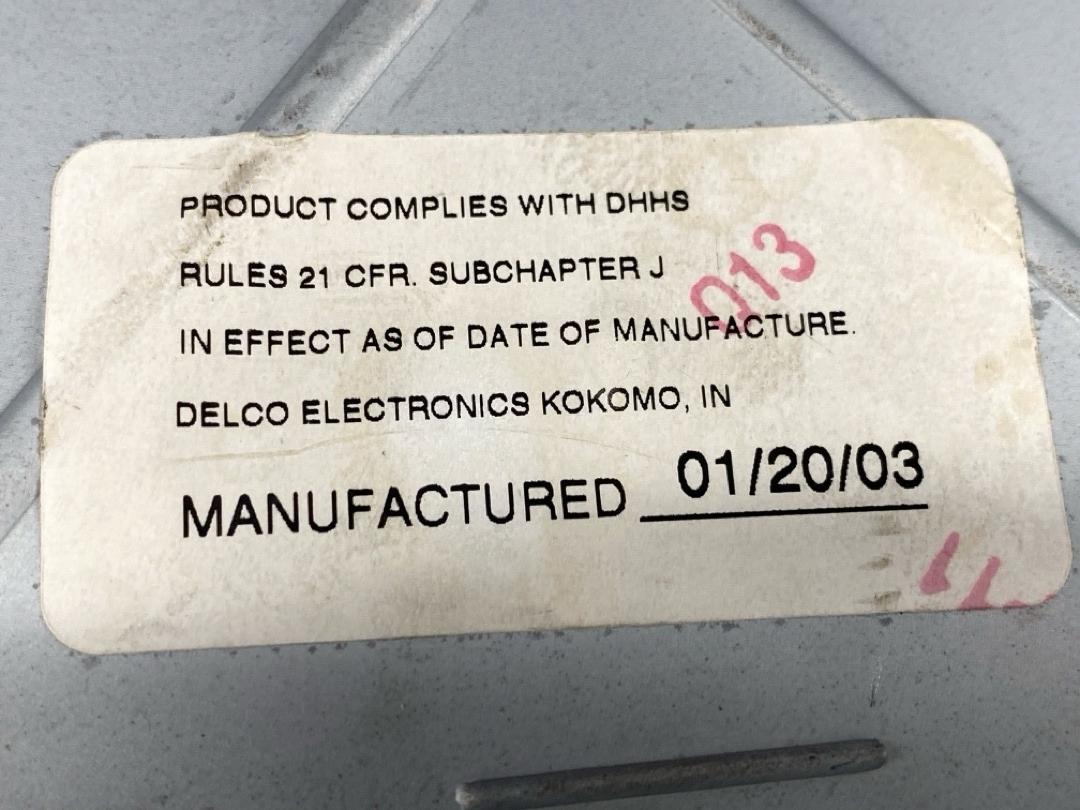 PRODUCT COMPLIES WITH DHHS
RULES 21 CFR. SUBCHAPTER J
013
IN EFFECT AS OF DATE OF MANUFACTURE.
DELCO ELECTRONICS KOKOMO, IN
MANUFACTURED 01/20/03